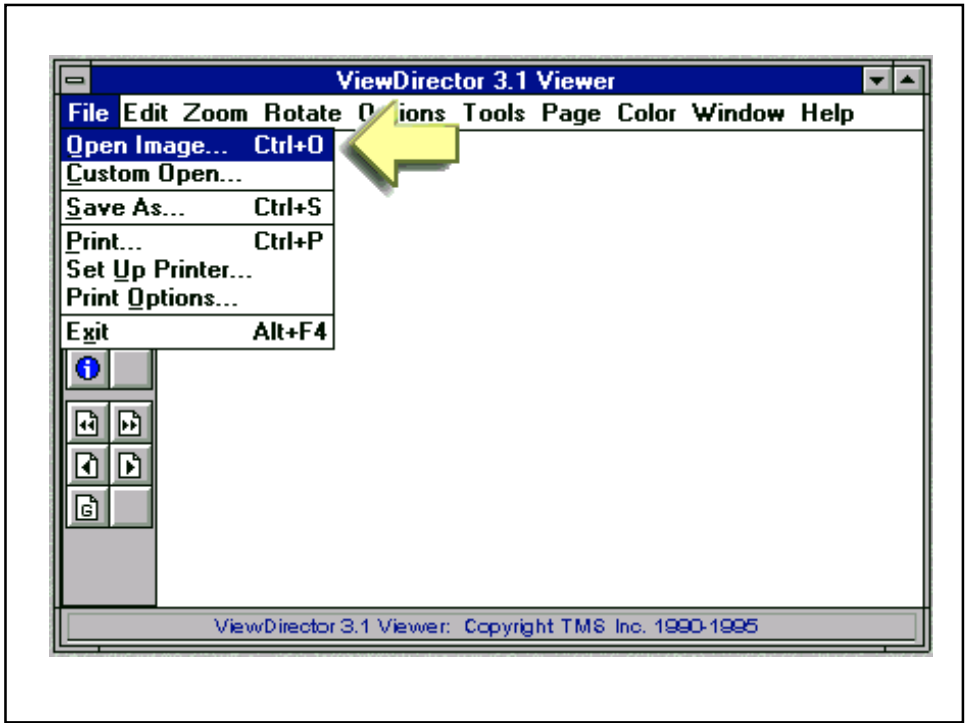 ViewDirector 3.1 Viewer
File Edit Zoom Rotate ions Tools Page Color Window Help
Open Image... Ctrl+O
Custom Open...
Save As... Ctrl+S
Print... Ctrl+P
Set Up Printer...
Print Options...
Exit Alt+F4
G
ViewDirector 3.1 Viewer: Copyright TMS Inc. 1990-1995